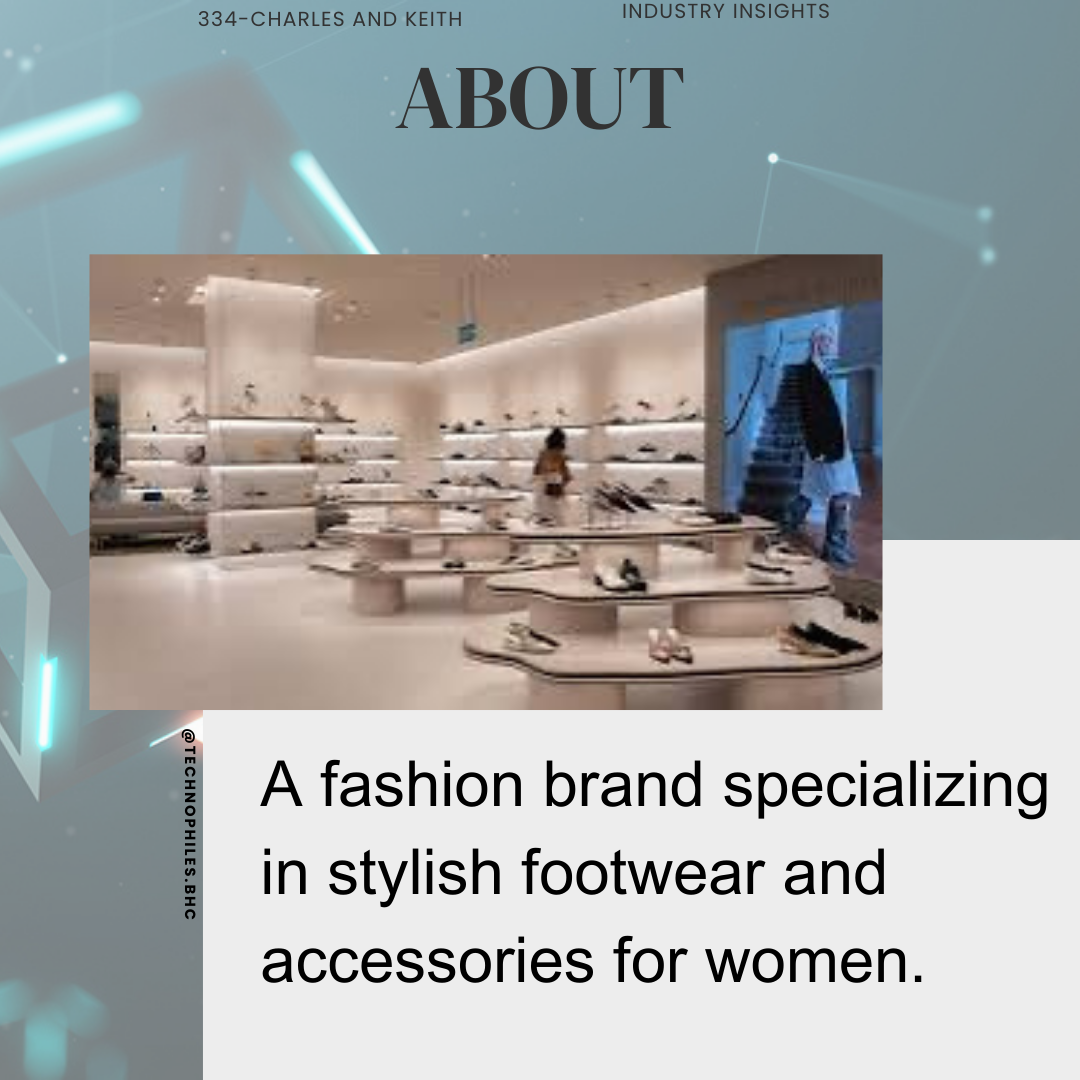 334-CHARLES AND KEITH
INDUSTRY INSIGHTS
ABOUT
@TECHNOPHILES.BHC
A fashion brand specializing
in stylish footwear and
accessories for women.